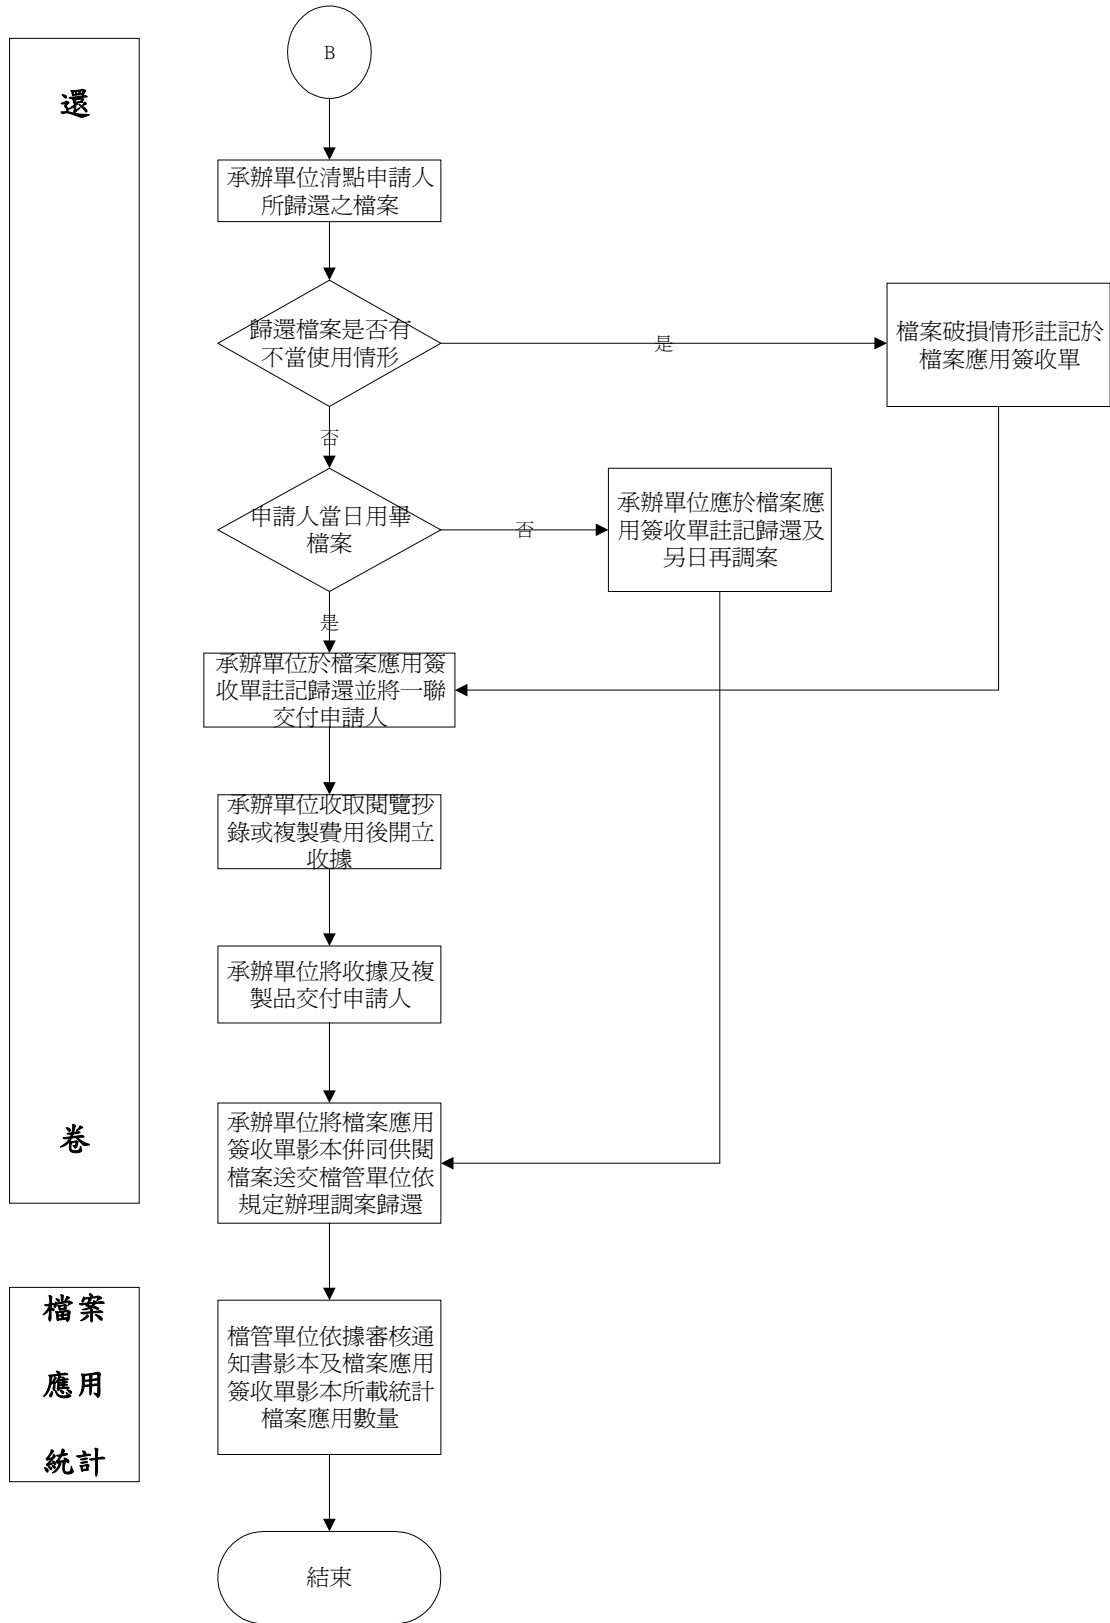 B
還
承辦單位清點申請人
所歸還之檔案
歸還檔案是否有
不當使用情形
是
檔案破損情形註記於
檔案應用簽收單
否
申請人當日用畢
檔案
否
承辦單位應於檔案應
用簽收單註記歸還及
另日再調案
是
承辦單位於檔案應用簽
收單註記歸還並將一聯
交付申請人
承辦單位收取閱覽抄
錄或複製費用後開立
收據
承辦單位將收據及複
製品交付申請人
卷
承辦單位將檔案應用
簽收單影本併同供閱
檔案送交檔管單位依
規定辦理調案歸還
檔案
應用
統計
檔管單位依據審核通
知書影本及檔案應用
簽收單影本所載統計
檔案應用數量
結束